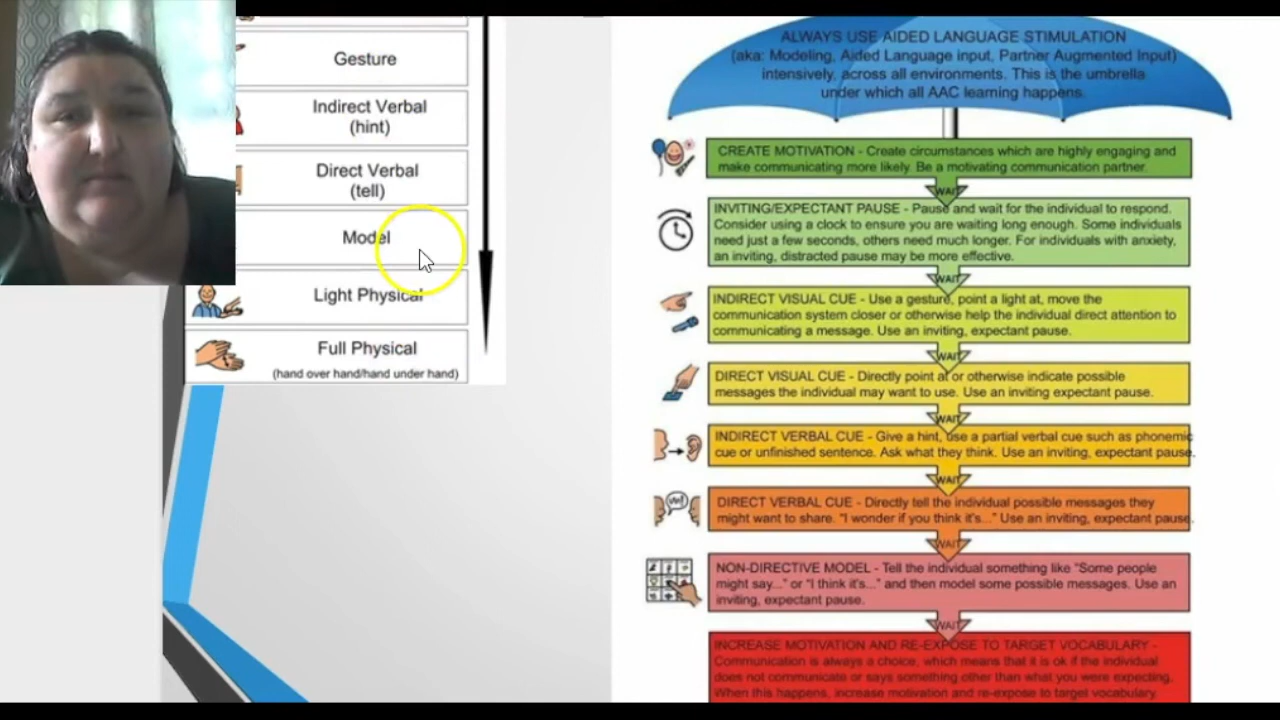 Gesture
Indirect Verbal
(hint)
Direct Verbal
(tell)
Model
Light Physical
Full Physical
(hand over hand/hand under hand)
ALWAYS USE AIDED LANGUAGE STIMULATION
(aka: Modeling, Aided Language input, Partner Augmented Input)
intensively, across all environments. This is the umbrella
under which all AAC learning happens.
CREATE MOTIVATION - Create circumstances which are highly engaging and
make communicating more likely. Be a motivating communication partner.
WAIT
INVITING/EXPECTANT PAUSE - Pause and wait for the individual to respond.
Consider using a clock to ensure you are waiting long enough. Some individuals
need just a few seconds, others need much longer. For individuals with anxiety,
an inviting, distracted pause may be more effective.
WAIT
INDIRECT VISUAL CUE - Use a gesture, point a light at, move the
communication system closer or otherwise help the individual direct attention to
communicating a message. Use an inviting, expectant pause.
WAIT
DIRECT VISUAL CUE - Directly point at or otherwise indicate possible
messages the individual may want to use. Use an inviting expectant pause.
WAIT
INDIRECT VERBAL CUE - Give a hint, use a partial verbal cue such as phonemic
cue or unfinished sentence. Ask what they think. Use an inviting, expectant pause.
WAIT
DIRECT VERBAL CUE - Directly tell the individual possible messages they
might want to share. "I wonder if you think it's..." Use an inviting, expectant pause.
WAIT
NON-DIRECTIVE MODEL - Tell the individual something like "Some people
might say..." or "I think it's..." and then model some possible messages. Use an
inviting, expectant pause.
WAIT
INCREASE MOTIVATION AND RE-EXPOSE TO TARGET VOCABULARY -
Communication is always a choice, which means that it is ok if the individual
does not communicate or says something other than what you were expecting.
When this happens, increase motivation and re-expose to target vocabulary.